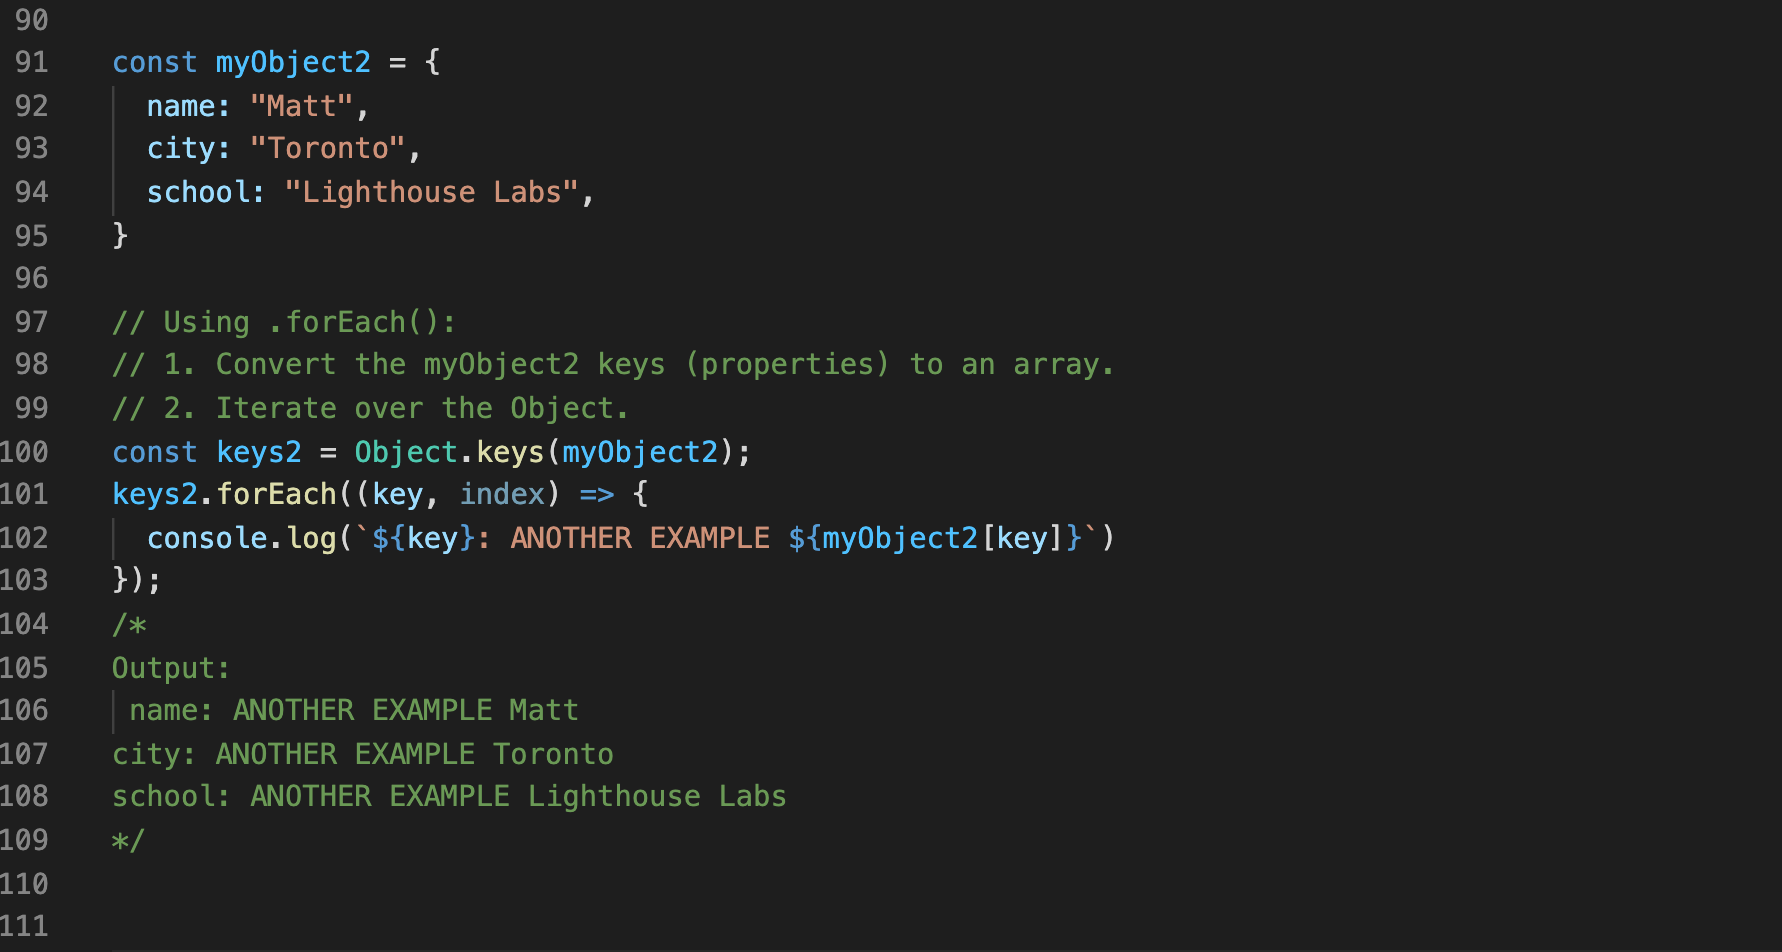 90
91 const myObject2 = {
92   name: "Matt",
93   city: "Toronto",
94   school: "Lighthouse Labs",
95 }
96
97 // Using .forEach():
98 // 1. Convert the myObject2 keys (properties) to an array.
99 // 2. Iterate over the Object.
100 const keys2 = Object.keys(myObject2);
101 keys2.forEach((key, index) => {
102   console.log(`${key}: ANOTHER EXAMPLE ${myObject2[key]}`)
103 });
104 /*
105 Output:
106  name: ANOTHER EXAMPLE Matt
107 city: ANOTHER EXAMPLE Toronto
108 school: ANOTHER EXAMPLE Lighthouse Labs
109 */
110
111